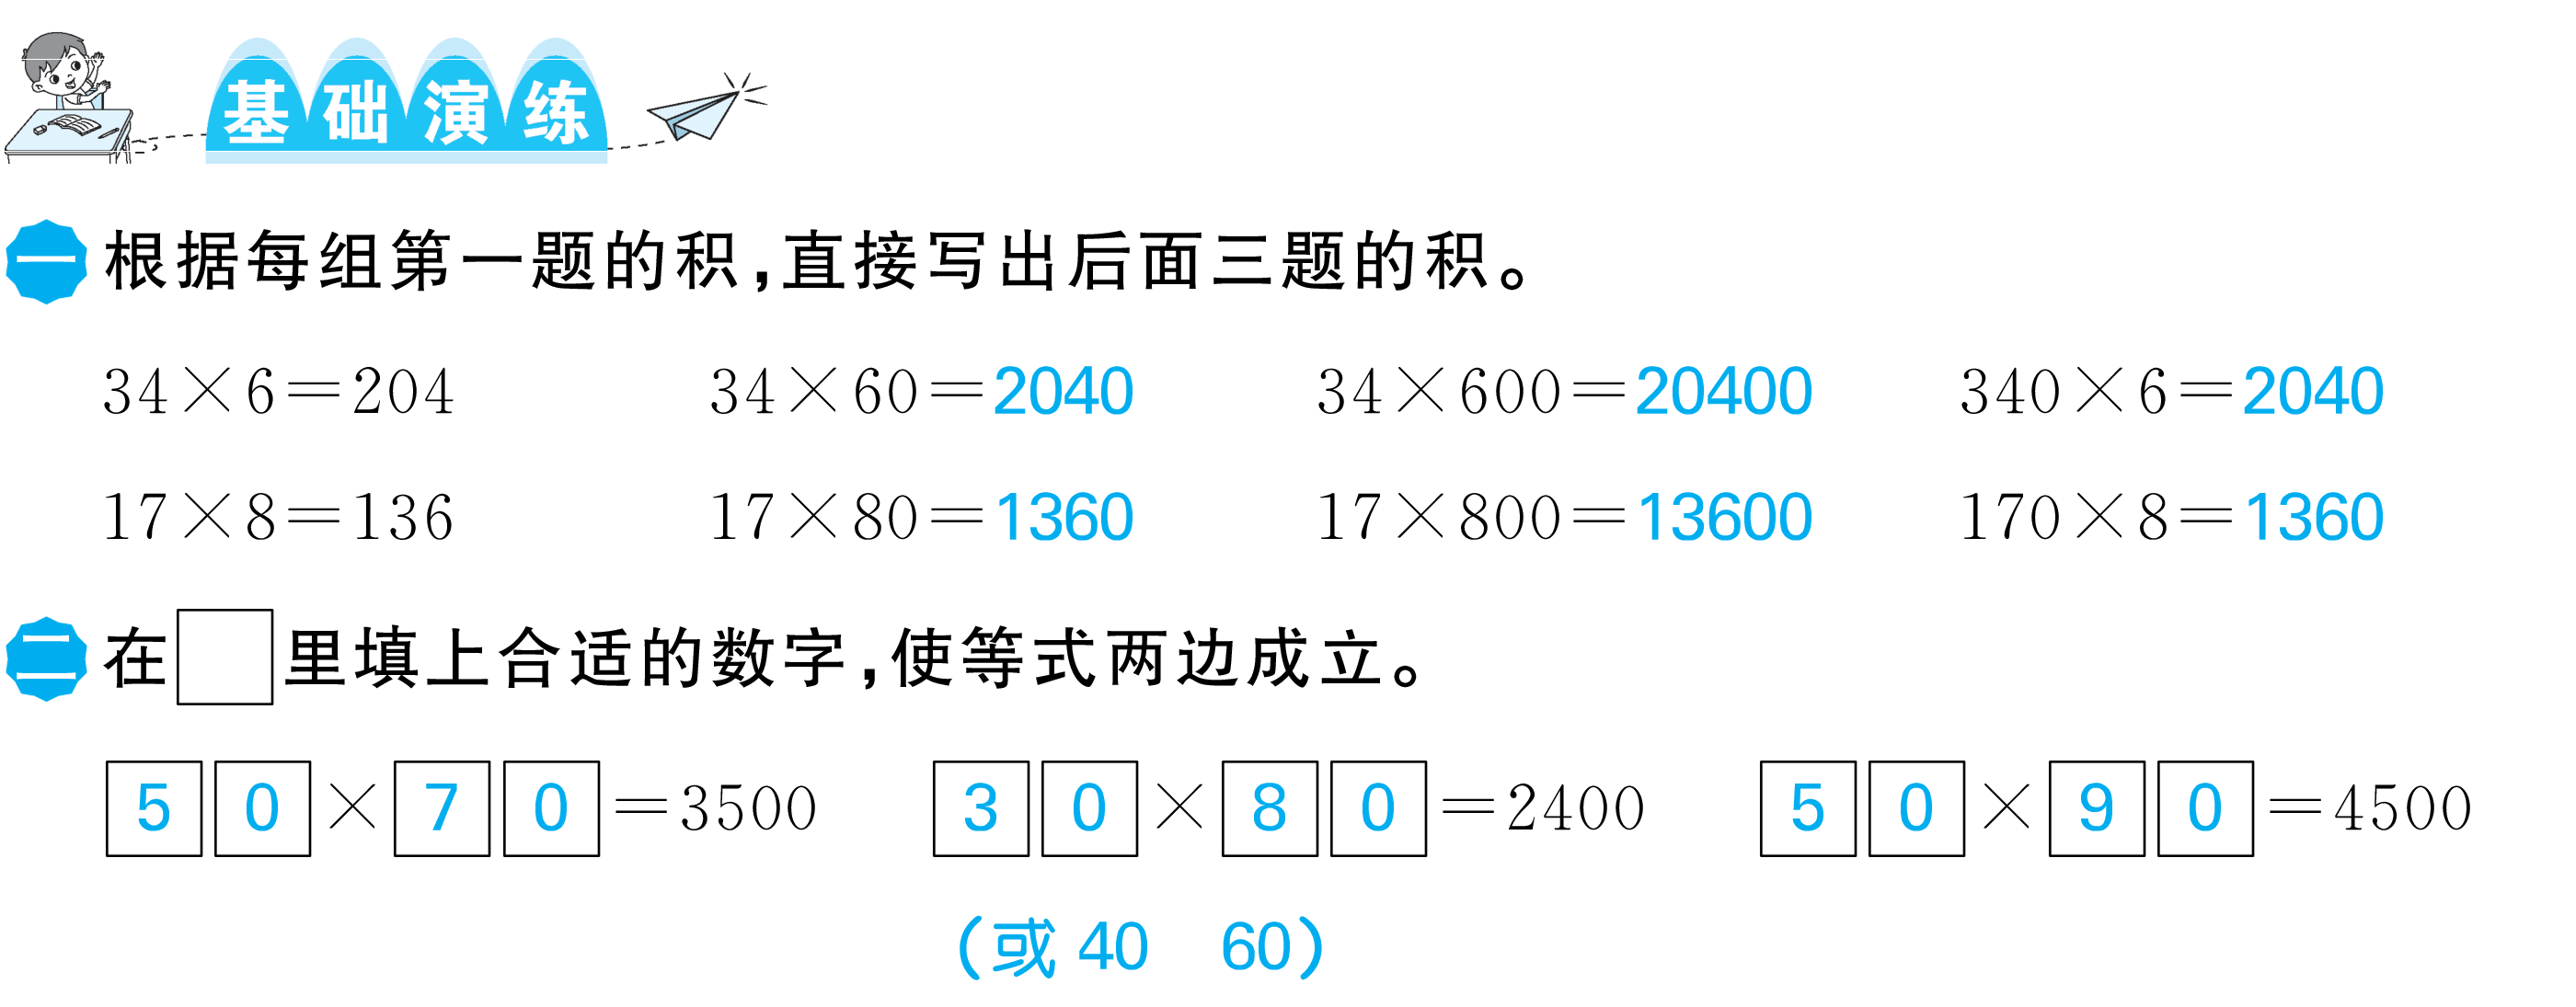 基础演练
一 根据每组第一题的积,直接写出后面三题的积。
34×6=204 34×60=2040 34×600=20400 340×6=2040
17×8=136 17×80=1360 17×800=13600 170×8=1360
二 在□里填上合适的数字,使等式两边成立。
50×70=3500 30×80=2400 50×90=4500
(或 40 60)